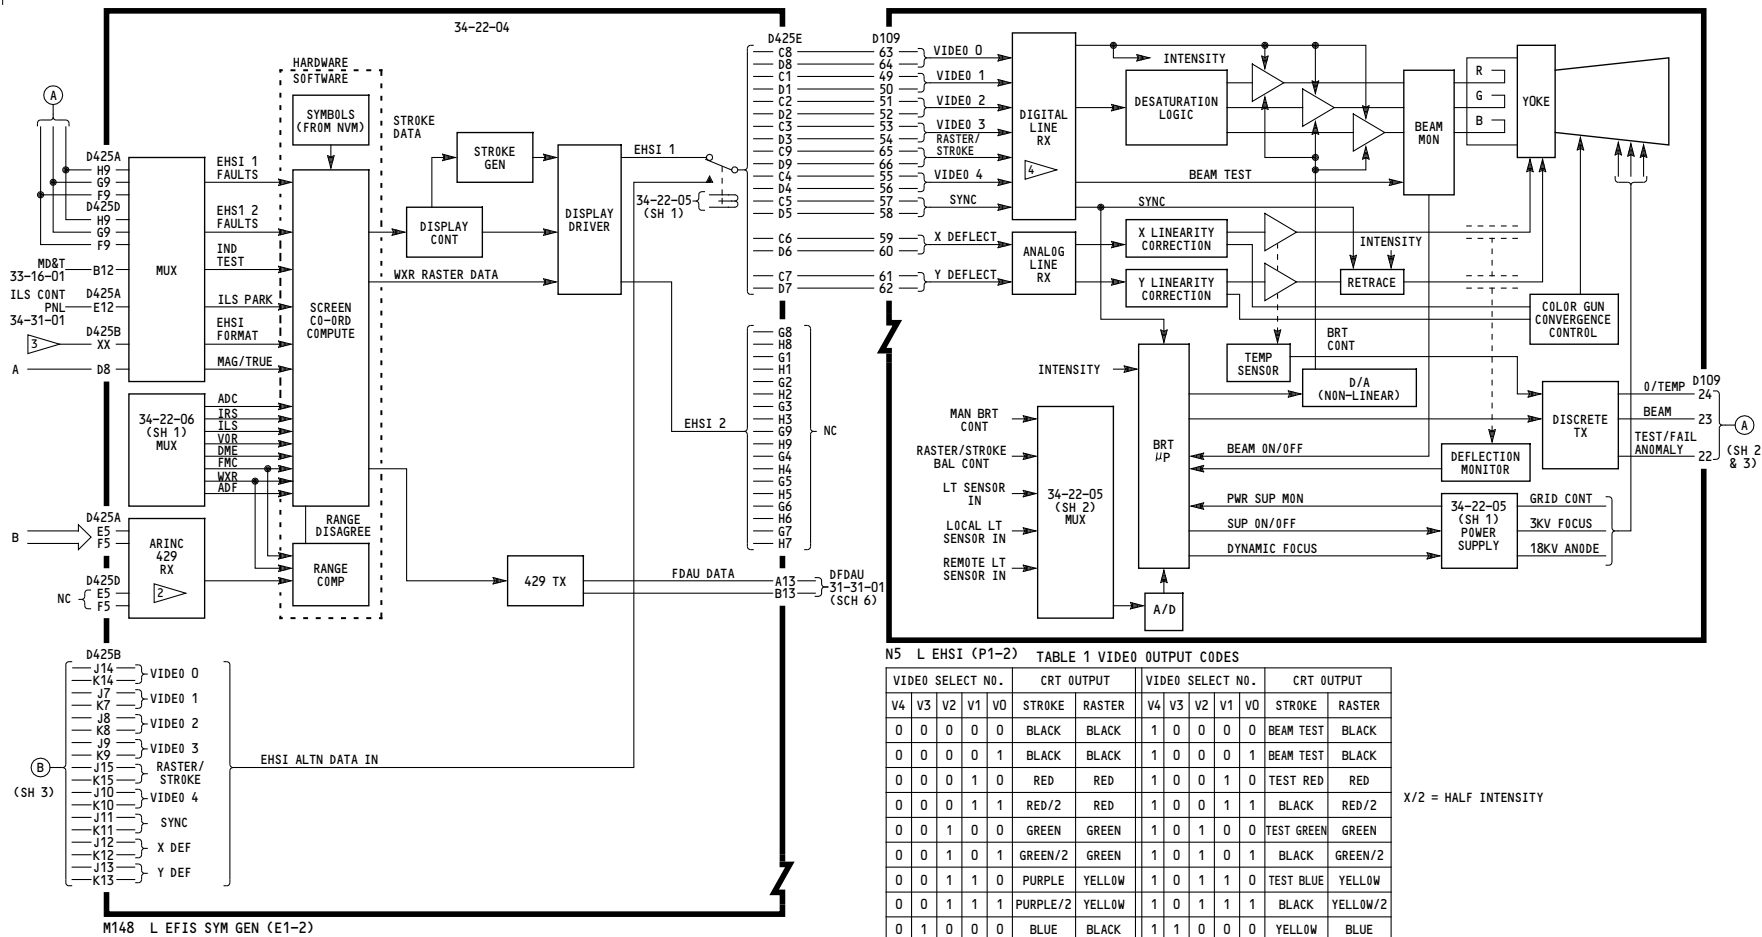 34-22-04
HARDWARE
SOFTWARE
SYMBOLS
(FROM NVM)
A
D425A
H9
G9
F9
D425D
H9
G9
F9
MD&T
33-16-01
B12
ILS CONT
PNL
34-31-01
D425A
E12
D425B
3
XX
A
D8
MUX
EHSI 1
FAULTS
EHS1 2
FAULTS
IND
TEST
ILS PARK
EHSI
FORMAT
MAG/TRUE
SCREEN
CO-ORD
COMPUTE
34-22-06
(SH 1)
MUX
ADC
IRS
ILS
VOR
DME
FMC
WXR
ADF
B
D425A
E5
F5
D425D
NC
E5
F5
ARINC
429
RX
2
RANGE
DISAGREE
RANGE
COMP
STROKE
DATA
STROKE
GEN
DISPLAY
CONT
WXR RASTER DATA
DISPLAY
DRIVER
EHSI 1
34-22-05
(SH 1)
EHSI 2
429 TX
FDAU DATA
A13
B13
DFDAU
31-31-01
(SCH 6)
D425B
J14
K14
VIDEO 0
J7
K7
VIDEO 1
J8
K8
VIDEO 2
J9
K9
VIDEO 3
J15
K15
RASTER/
STROKE
J10
K10
VIDEO 4
J11
K11
SYNC
J12
K12
X DEF
J13
K13
Y DEF
B
(SH 3)
EHSI ALTN DATA IN
M148 L EFIS SYM GEN (E1-2)
D425E
C8
D8
C1
D1
C2
D2
C3
D3
C9
D9
C4
D4
C5
D5
C6
D6
C7
D7
G8
H8
G1
H1
G2
H2
G3
H3
G9
H9
G4
H4
G5
H5
G6
H6
G7
H7
NC
D109
63
64
49
50
51
52
53
54
65
66
55
56
57
58
59
60
61
62
VIDEO 0
VIDEO 1
VIDEO 2
VIDEO 3
RASTER/
STROKE
VIDEO 4
SYNC
X DEFLECT
Y DEFLECT
DIGITAL
LINE
RX
4
ANALOG
LINE
RX
INTENSITY
DESATURATION
LOGIC
BEAM TEST
SYNC
BEAM
MON
R
G
B
YOKE
X LINEARITY
CORRECTION
Y LINEARITY
CORRECTION
INTENSITY
RETRACE
COLOR GUN
CONVERGENCE
CONTROL
BRT
CONT
TEMP
SENSOR
D/A
(NON-LINEAR)
INTENSITY
MAN BRT
CONT
RASTER/STROKE
BAL CONT
LT SENSOR
IN
LOCAL LT
SENSOR IN
REMOTE LT
SENSOR IN
34-22-05
(SH 2)
MUX
BRT
µP
A/D
BEAM ON/OFF
PWR SUP MON
SUP ON/OFF
DYNAMIC FOCUS
DEFLECTION
MONITOR
DISCRETE
TX
34-22-05
(SH 1)
POWER
SUPPLY
GRID CONT
3KV FOCUS
18KV ANODE
D109
O/TEMP
24
BEAM
23
TEST/FAIL
ANOMALY
22
A
(SH 2
& 3)
N5 L EHSI (P1-2)
TABLE 1 VIDEO OUTPUT CODES
VIDEO SELECT NO. CRT OUTPUT VIDEO SELECT NO. CRT OUTPUT
V4 V3 V2 V1 V0 STROKE RASTER V4 V3 V2 V1 V0 STROKE RASTER
0 0 0 0 0 BLACK BLACK 1 0 0 0 0 BEAM TEST BLACK
0 0 0 0 1 BLACK BLACK 1 0 0 0 1 BEAM TEST BLACK
0 0 0 1 0 RED RED 1 0 0 1 0 TEST RED RED
0 0 0 1 1 RED/2 RED 1 0 0 1 1 BLACK RED/2
0 0 1 0 0 GREEN GREEN 1 0 1 0 0 TEST GREEN GREEN
0 0 1 0 1 GREEN/2 GREEN 1 0 1 0 1 BLACK GREEN/2
0 0 1 1 0 PURPLE YELLOW 1 0 1 1 0 TEST BLUE YELLOW
0 0 1 1 1 PURPLE/2 YELLOW 1 0 1 1 1 BLACK YELLOW/2
0 1 0 0 0 BLUE BLACK 1 1 0 0 0 YELLOW BLUE
X/2 = HALF INTENSITY